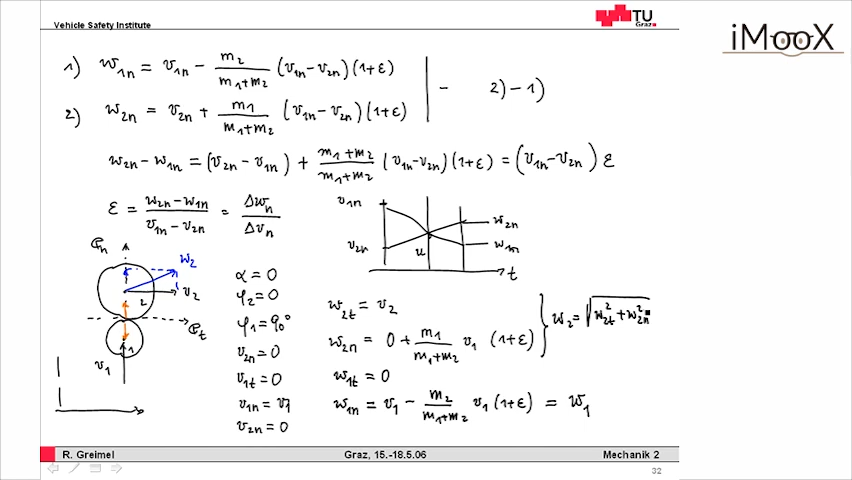 Vehicle Safety Institute
TU
Graz
iMooX
1) w₁ₙ = v₁ₙ − m₂/(m₁+m₂) (v₁ₙ−v₂ₙ)(1+ε)
2) w₂ₙ = v₂ₙ + m₁/(m₁+m₂) (v₁ₙ−v₂ₙ)(1+ε) | − 2)−1)
w₂ₙ−w₁ₙ = (v₂ₙ−v₁ₙ) + (m₁+m₂)/(m₁+m₂) (v₁ₙ−v₂ₙ)(1+ε) = (v₁ₙ−v₂ₙ) ε
ε = (w₂ₙ−w₁ₙ)/(v₁ₙ−v₂ₙ) = Δwₙ/Δvₙ
v₁ₙ
v₂ₙ
u
w₂ₙ
w₁ₙ
t
e⃗ₙ
w₂
v₂
2
e⃗ₜ
1
v₁
α = 0
φ₂ = 0
φ₁ = 90°
v₂ₙ = 0
v₁ₜ = 0
v₁ₙ = v₁
v₂ₙ = 0
w₂ₜ = v₂
w₂ₙ = 0 + m₁/(m₁+m₂) v₁ (1+ε) } w₂ = √(w₂ₜ² + w₂ₙ²)
w₁ₜ = 0
w₁ₙ = v₁ − m₂/(m₁+m₂) v₁ (1+ε) = w₁
R. Greimel Graz, 15.-18.5.06 Mechanik 2
32